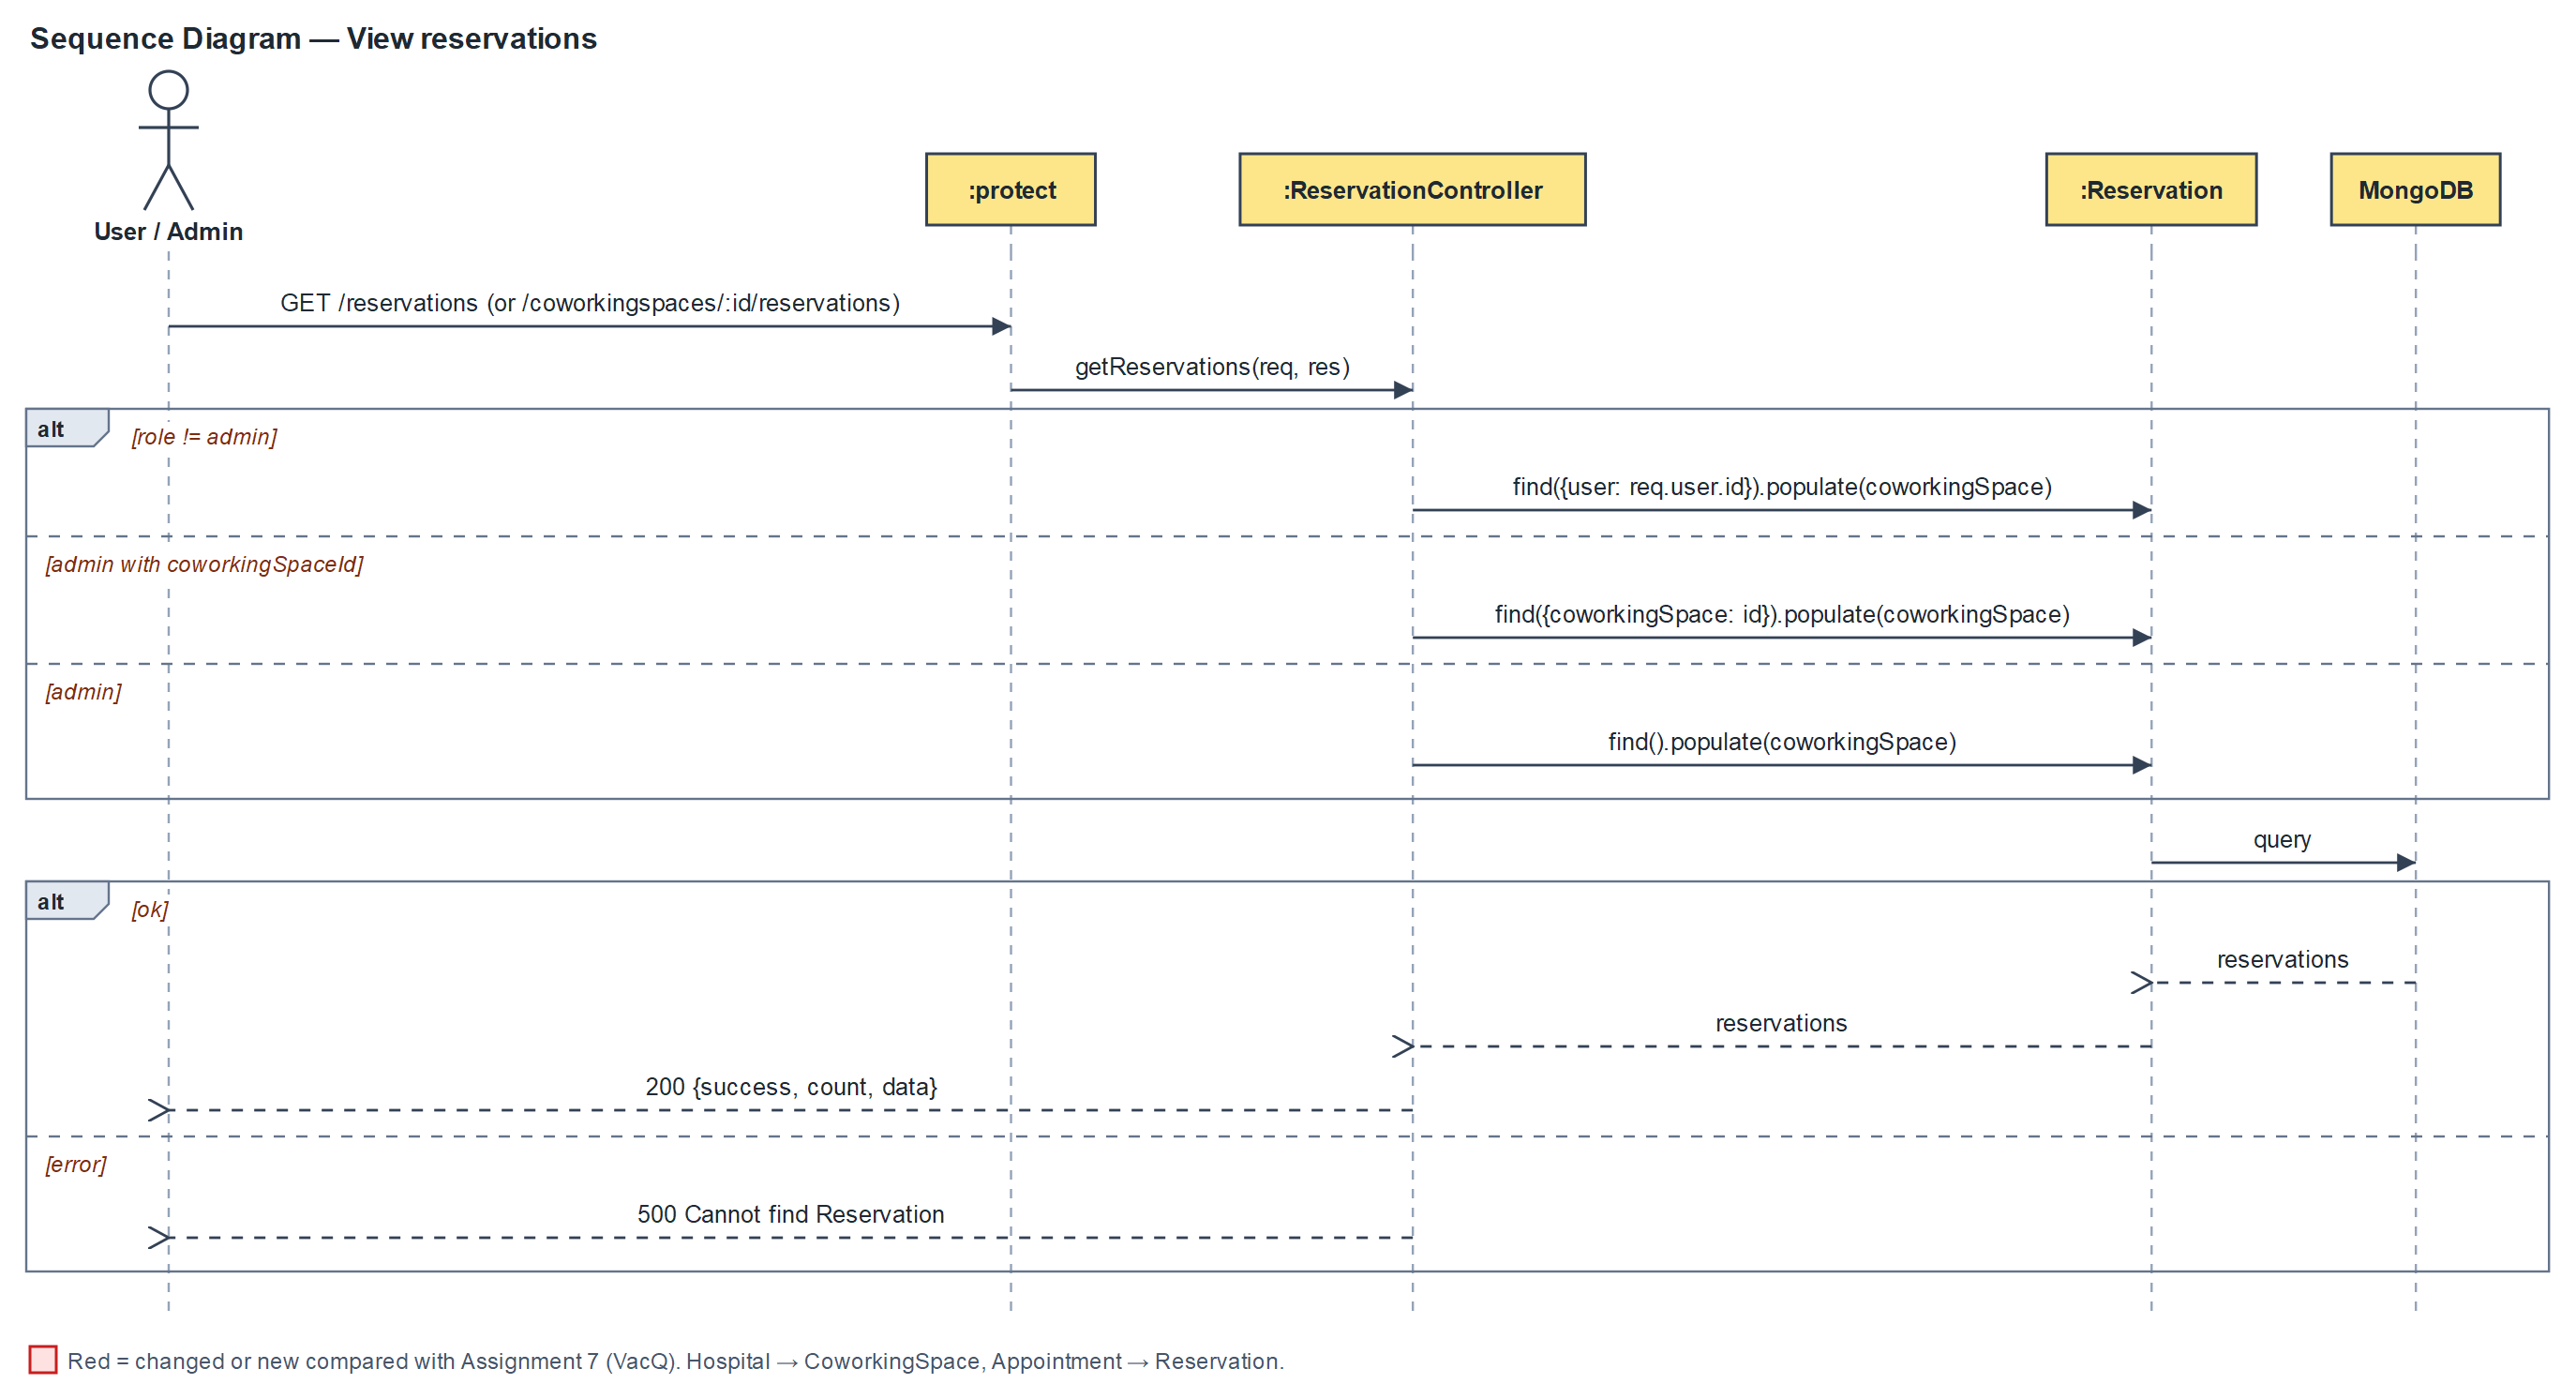 Sequence Diagram — View reservations
User / Admin
:protect
:ReservationController
:Reservation
MongoDB
GET /reservations (or /coworkingspaces/:id/reservations)
getReservations(req, res)
alt
[role != admin]
find({user: req.user.id}).populate(coworkingSpace)
[admin with coworkingSpaceId]
find({coworkingSpace: id}).populate(coworkingSpace)
[admin]
find().populate(coworkingSpace)
query
alt
[ok]
reservations
reservations
200 {success, count, data}
[error]
500 Cannot find Reservation
Red = changed or new compared with Assignment 7 (VacQ). Hospital → CoworkingSpace, Appointment → Reservation.